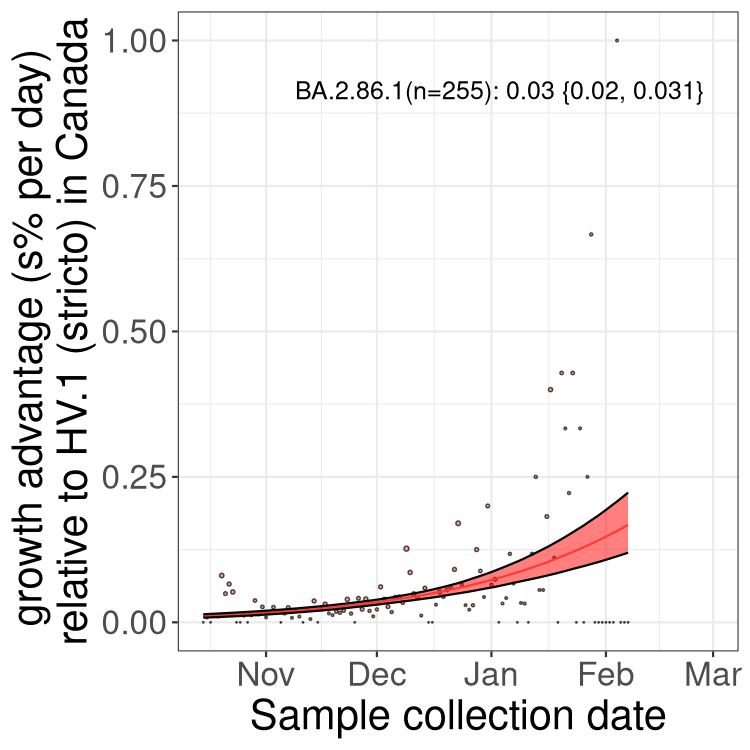 growth advantage (s% per day)
relative to HV.1 (stricto) in Canada
1.00
0.75
0.50
0.25
0.00
BA.2.86.1(n=255): 0.03 {0.02, 0.031}
Nov Dec Jan Feb Mar
Sample collection date